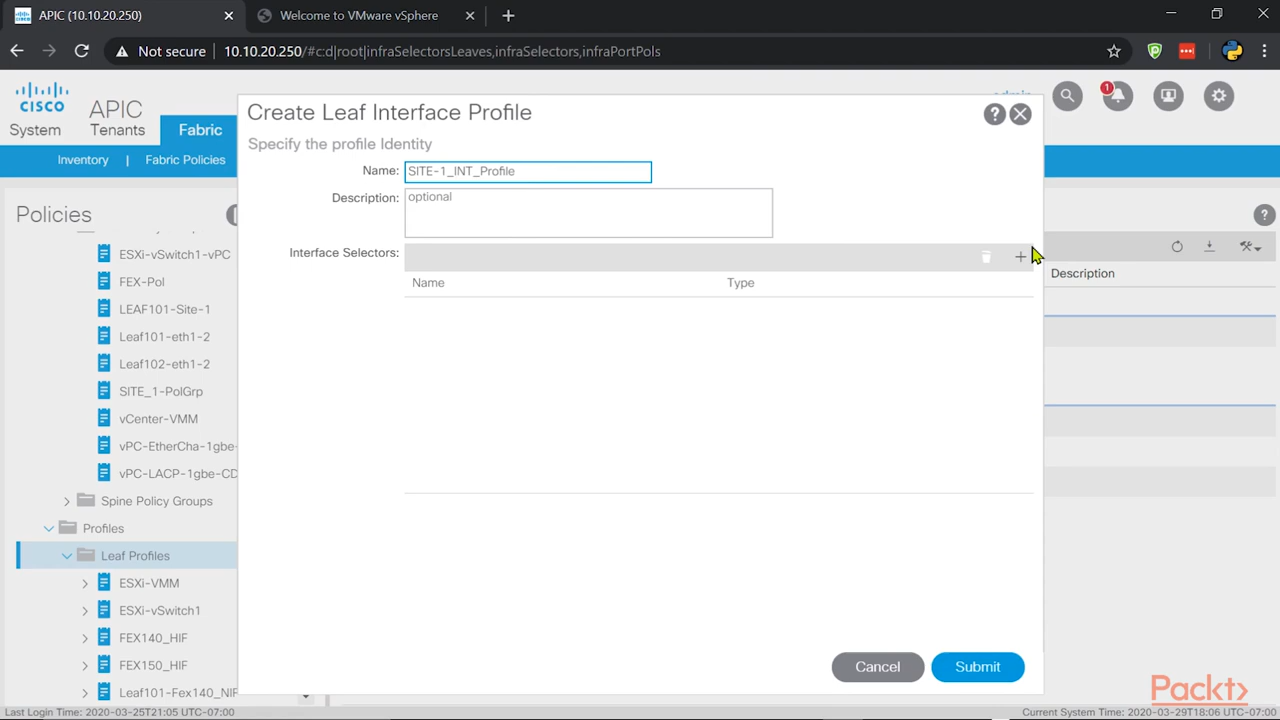 APIC (10.10.20.250)
Welcome to VMware vSphere
Not secure
10.10.20.250/#c:d|root|infraSelectorsLeaves,infraSelectors,infraPortPols
CISCO
APIC
admin
1
System
Tenants
Fabric
Inventory | Fabric Policies
Policies
ESXi-vSwitch1-vPC
FEX-Pol
LEAF101-Site-1
Leaf101-eth1-2
Leaf102-eth1-2
SITE_1-PolGrp
vCenter-VMM
vPC-EtherCha-1gbe-
vPC-LACP-1gbe-CD
Spine Policy Groups
Profiles
Leaf Profiles
ESXi-VMM
ESXi-vSwitch1
FEX140_HIF
FEX150_HIF
Leaf101-Fex140_NIF
Create Leaf Interface Profile
Specify the profile Identity
Name: SITE-1_INT_Profile
Description: optional
Interface Selectors:
Name
Type
Cancel
Submit
Description
Packt>
Last Login Time: 2020-03-25T21:05 UTC-07:00
Current System Time: 2020-03-29T18:06 UTC-07:00